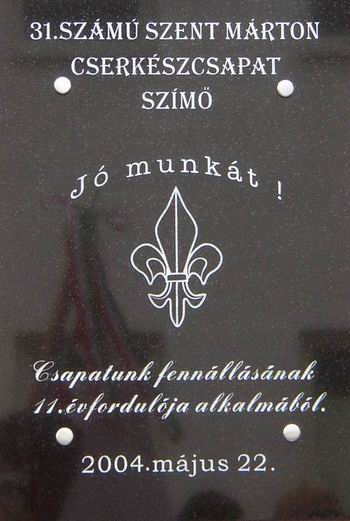 31.SZÁMÚ SZENT MÁRTON
CSERKÉSZCSAPAT
SZÍMŐ
Jó munkát !
Csapatunk fennállásának
11.évfordulója alkalmából.
2004.május 22.